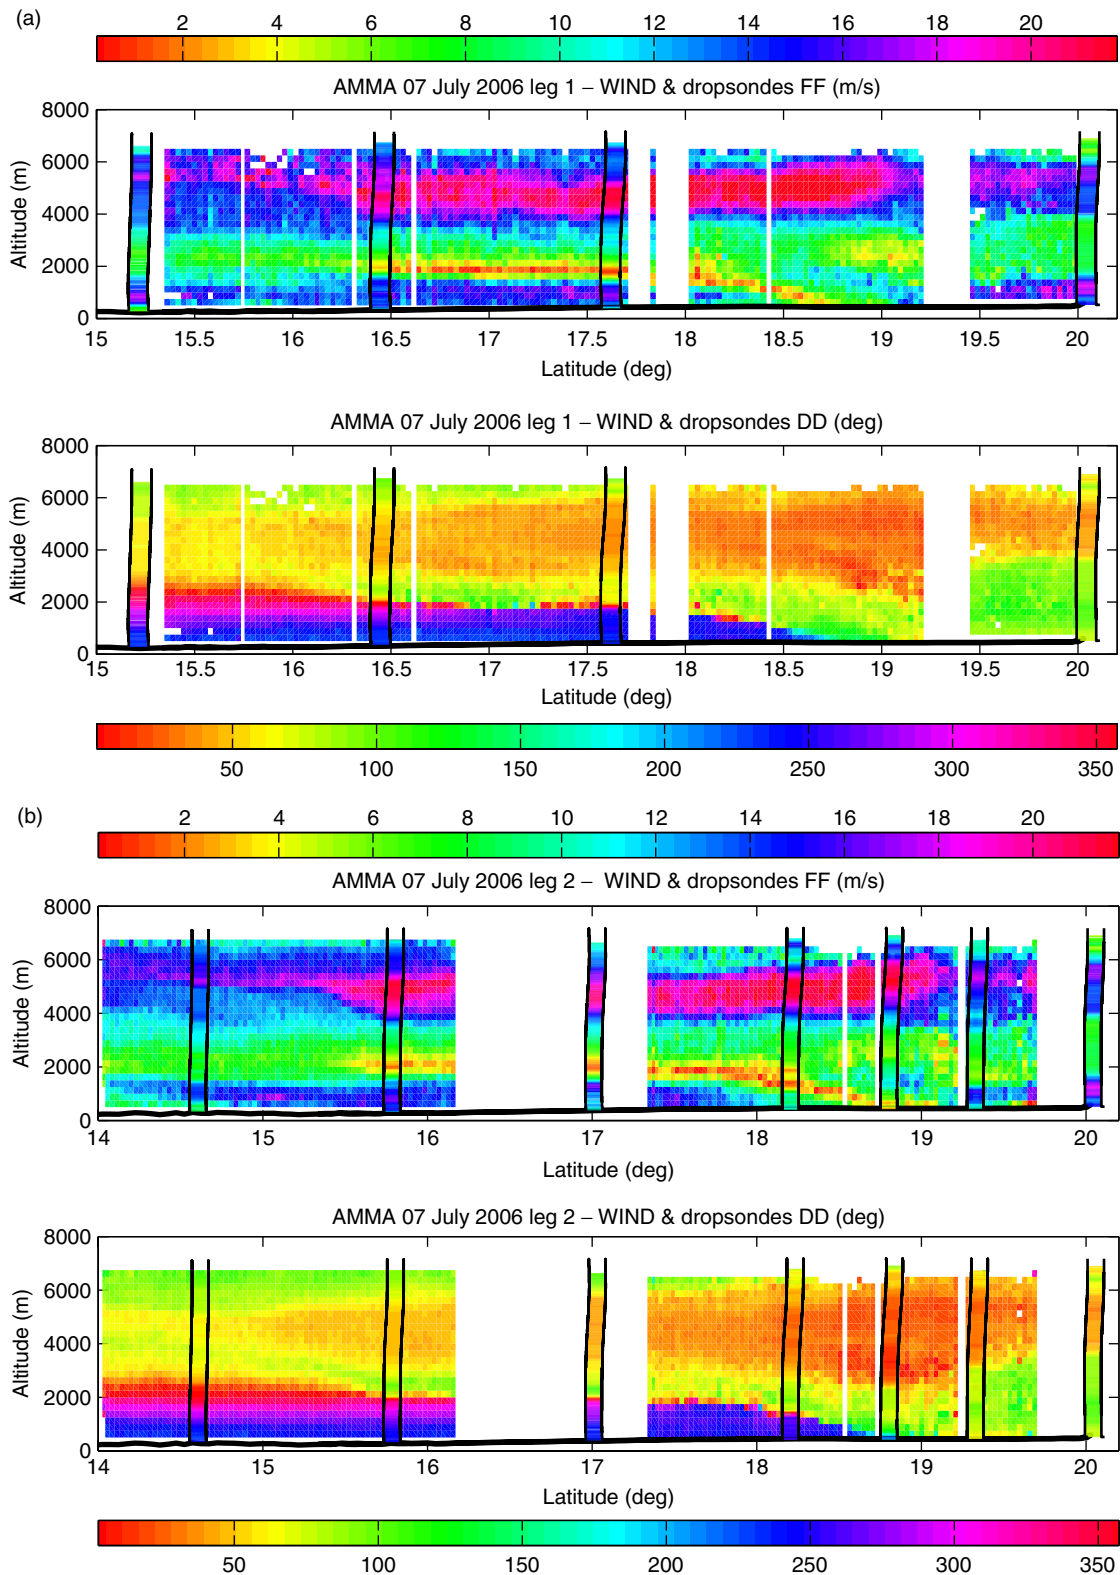 (a)
2 4 6 8 10 12 14 16 18 20
AMMA 07 July 2006 leg 1 – WIND & dropsondes FF (m/s)
8000
6000
4000
2000
0
Altitude (m)
15 15.5 16 16.5 17 17.5 18 18.5 19 19.5 20
Latitude (deg)
AMMA 07 July 2006 leg 1 – WIND & dropsondes DD (deg)
8000
6000
4000
2000
0
Altitude (m)
15 15.5 16 16.5 17 17.5 18 18.5 19 19.5 20
Latitude (deg)
50 100 150 200 250 300 350
(b)
2 4 6 8 10 12 14 16 18 20
AMMA 07 July 2006 leg 2 – WIND & dropsondes FF (m/s)
8000
6000
4000
2000
0
Altitude (m)
14 15 16 17 18 19 20
Latitude (deg)
AMMA 07 July 2006 leg 2 – WIND & dropsondes DD (deg)
8000
6000
4000
2000
0
Altitude (m)
14 15 16 17 18 19 20
Latitude (deg)
50 100 150 200 250 300 350